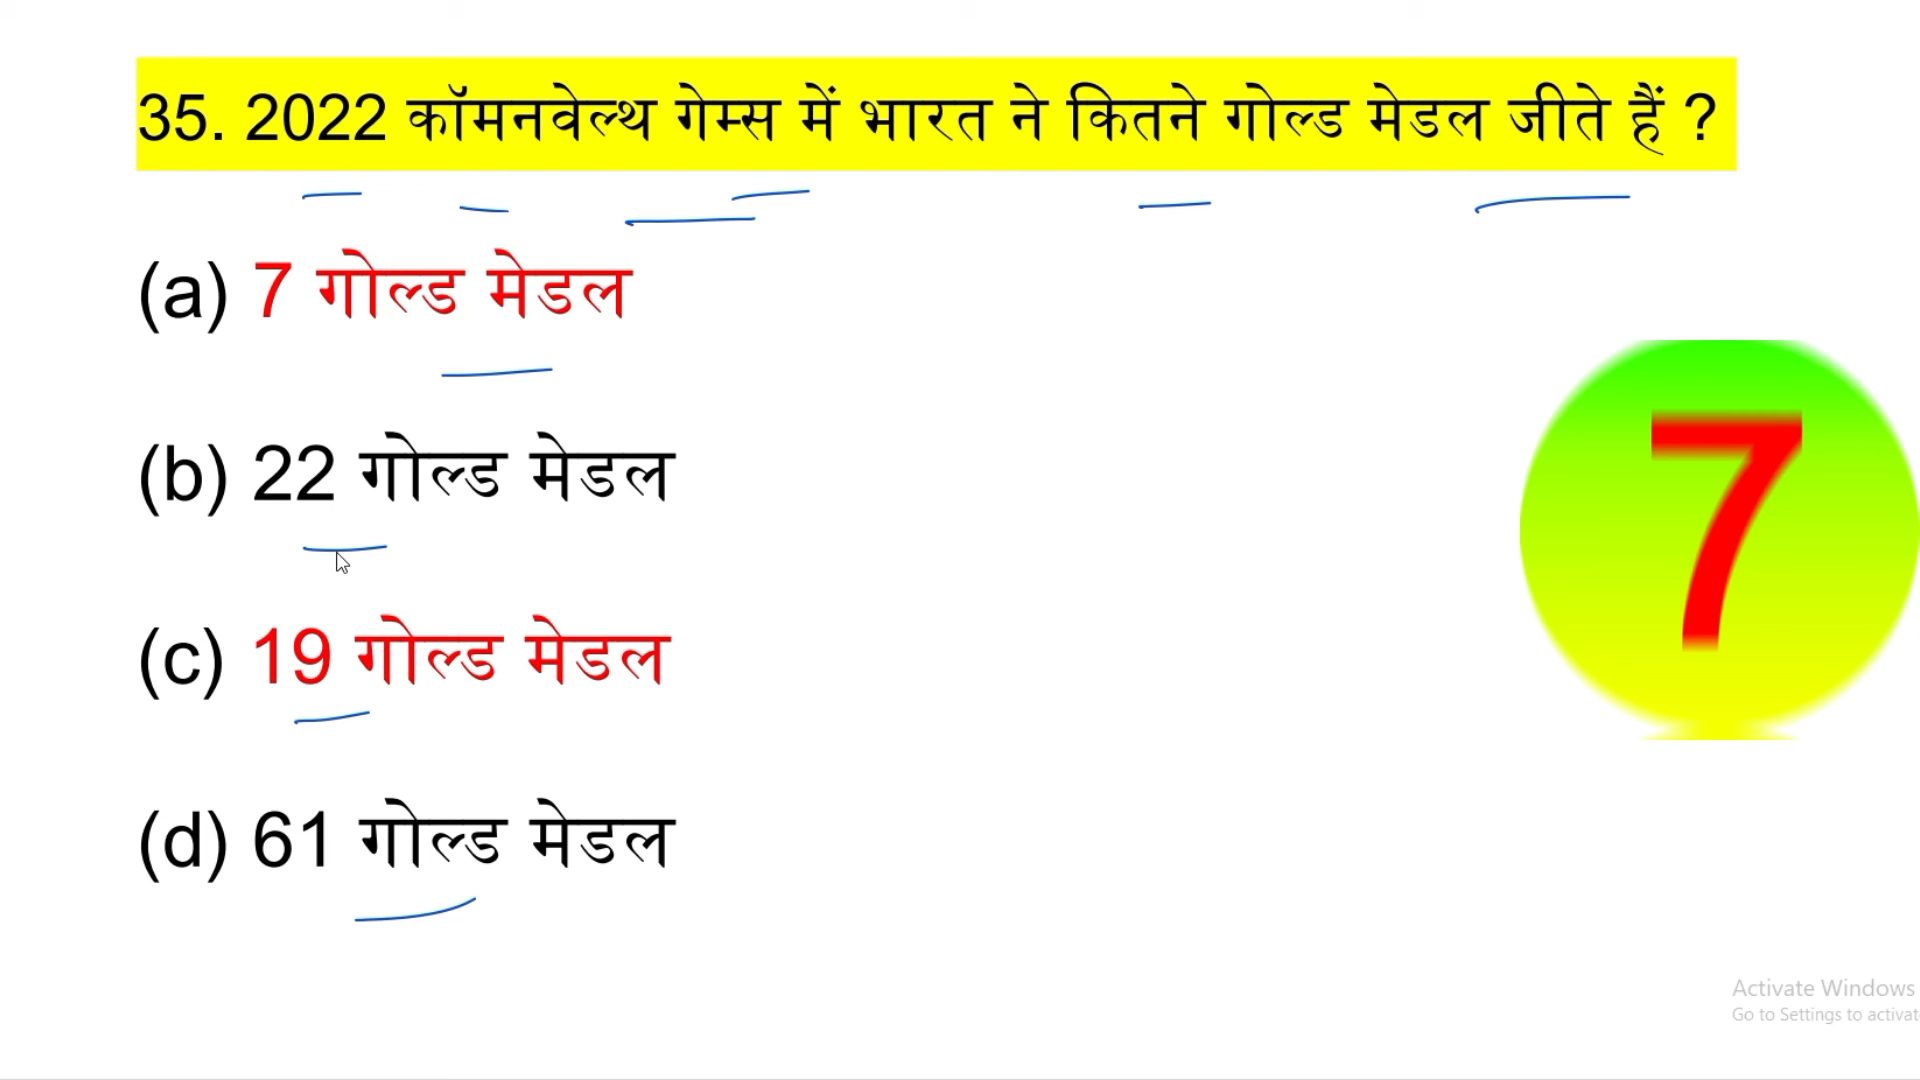 35. 2022 कॉमनवेल्थ गेम्स में भारत ने कितने गोल्ड मेडल जीते हैं ?
(a) 7 गोल्ड मेडल
(b) 22 गोल्ड मेडल
7
(c) 19 गोल्ड मेडल
(d) 61 गोल्ड मेडल
Activate Windows
Go to Settings to activat